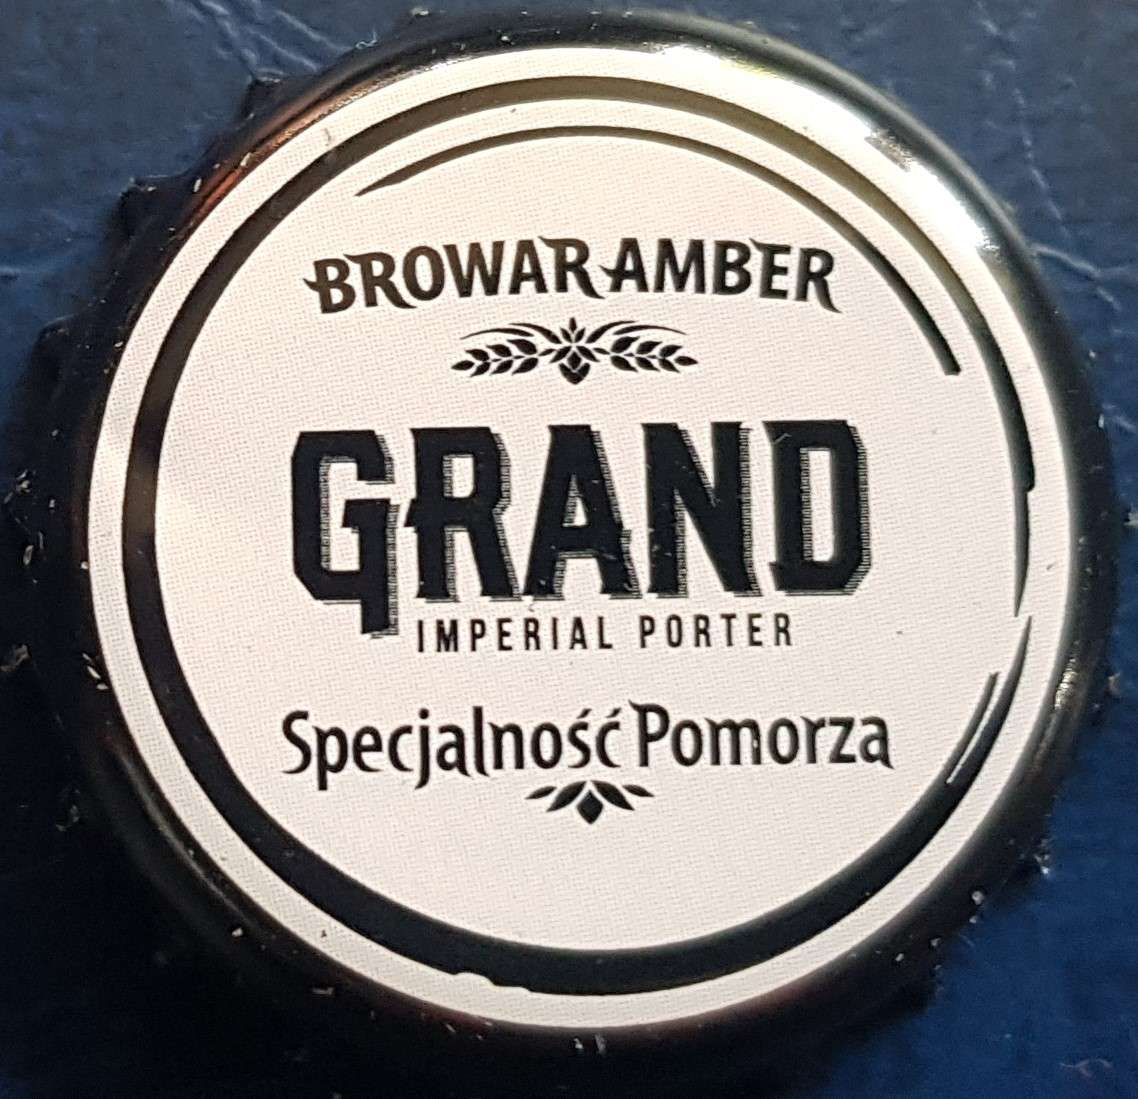 BROWAR AMBER
GRAND
IMPERIAL PORTER
Specjalność Pomorza